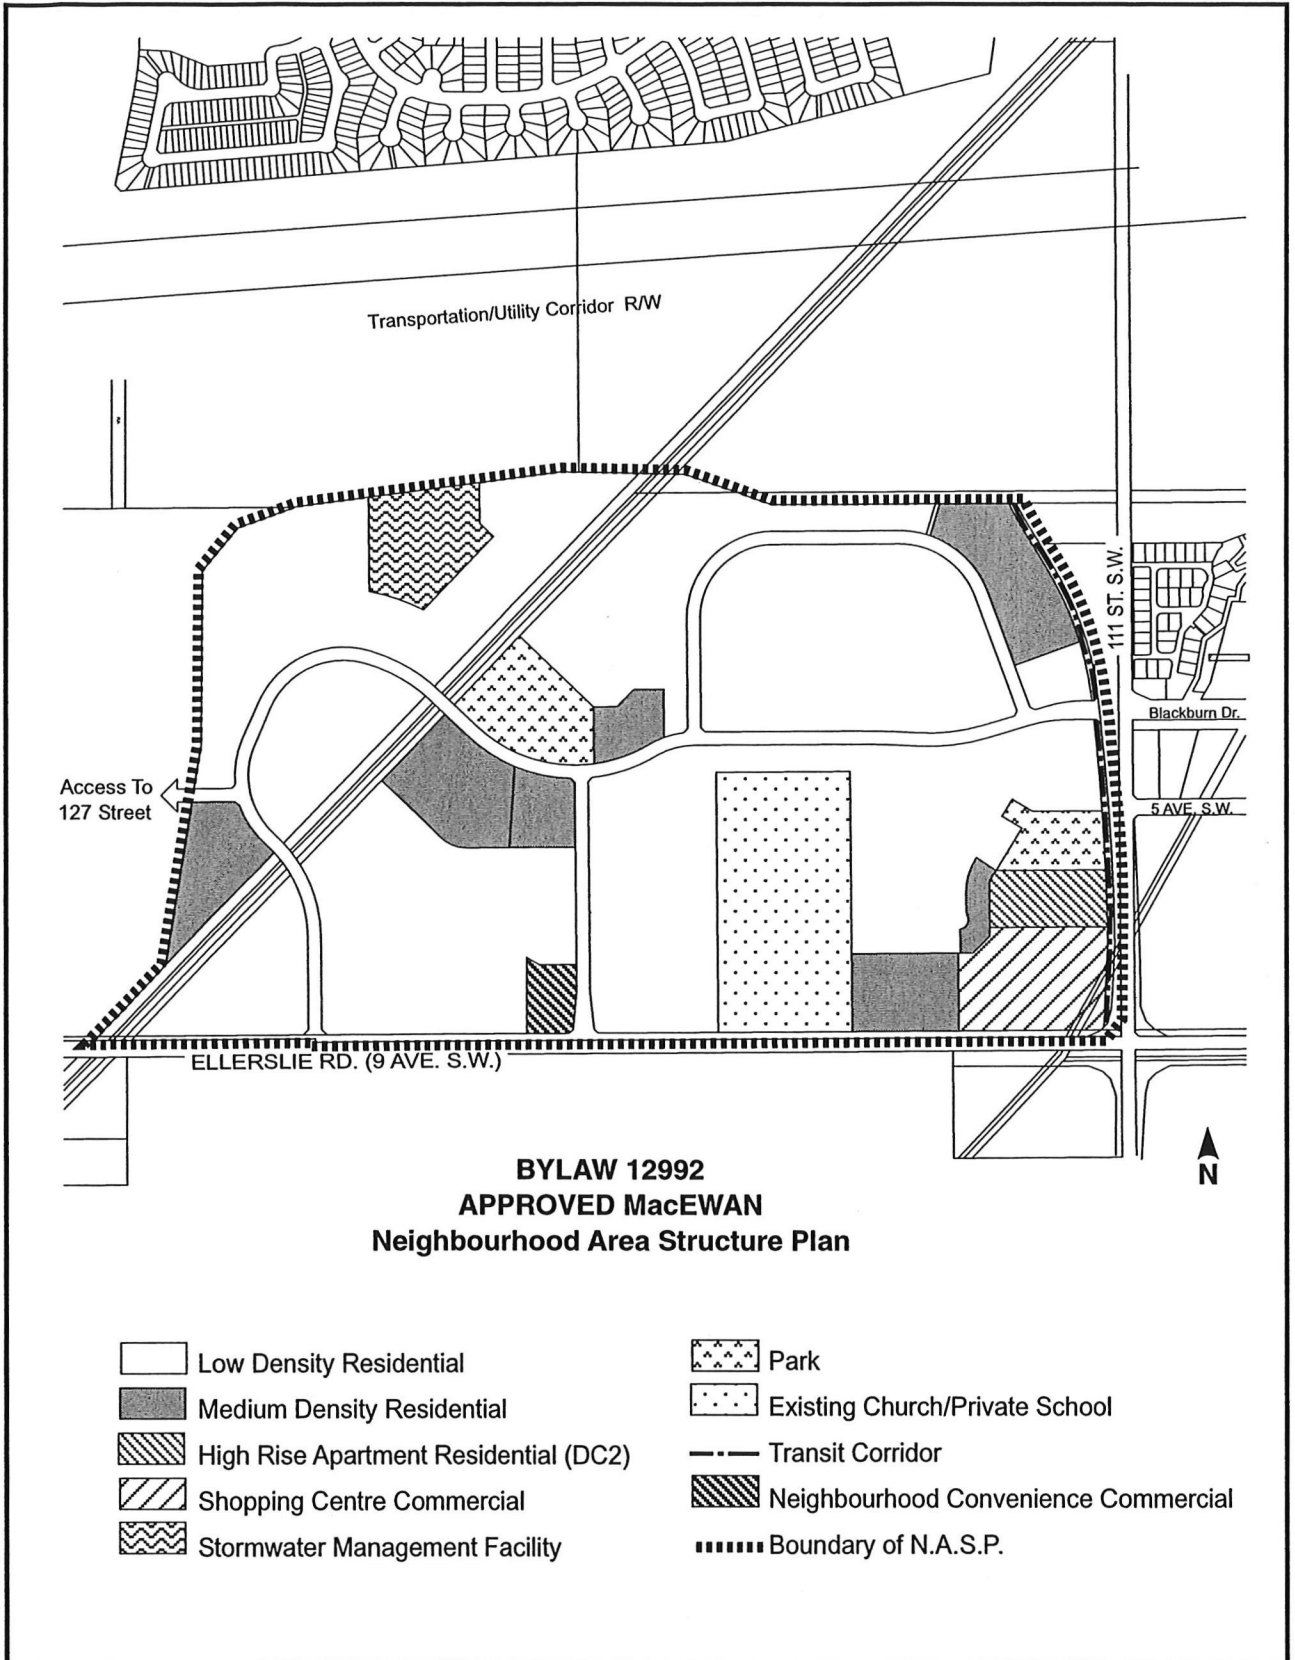 Transportation/Utility Corridor R/W
111 ST. S.W.
Blackburn Dr.
Access To
127 Street
5 AVE. S.W.
ELLERSLIE RD. (9 AVE. S.W.)
N
BYLAW 12992
APPROVED MacEWAN
Neighbourhood Area Structure Plan
Low Density Residential
Medium Density Residential
High Rise Apartment Residential (DC2)
Shopping Centre Commercial
Stormwater Management Facility
Park
Existing Church/Private School
Transit Corridor
Neighbourhood Convenience Commercial
Boundary of N.A.S.P.